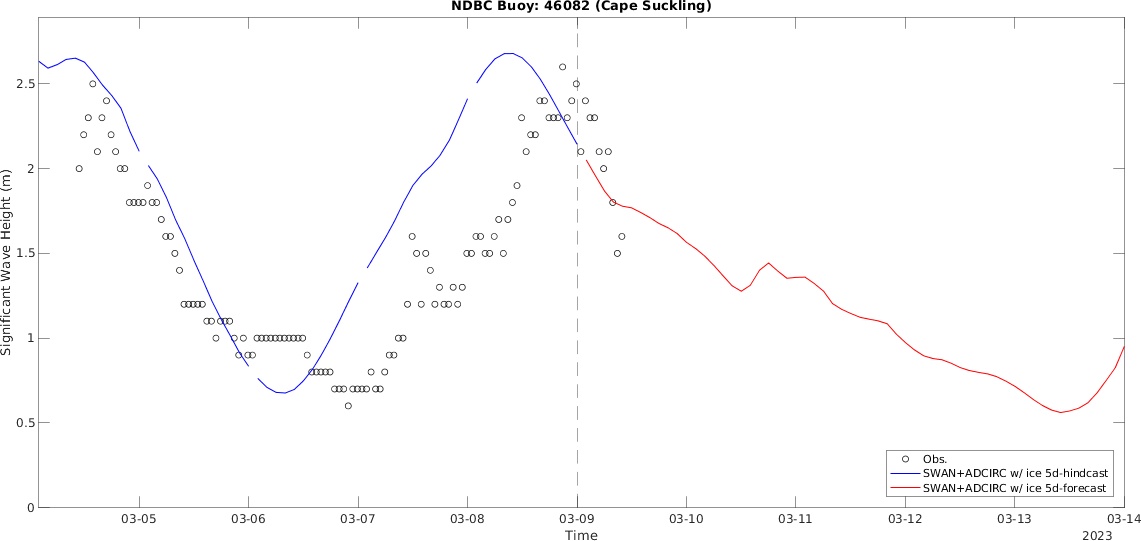 NDBC Buoy: 46082 (Cape Suckling)
Significant Wave Height (m)
2.5
2
1.5
1
0.5
0
Obs.
SWAN+ADCIRC w/ ice 5d-hindcast
SWAN+ADCIRC w/ ice 5d-forecast
03-05 03-06 03-07 03-08 03-09 03-10 03-11 03-12 03-13 03-14
Time
2023